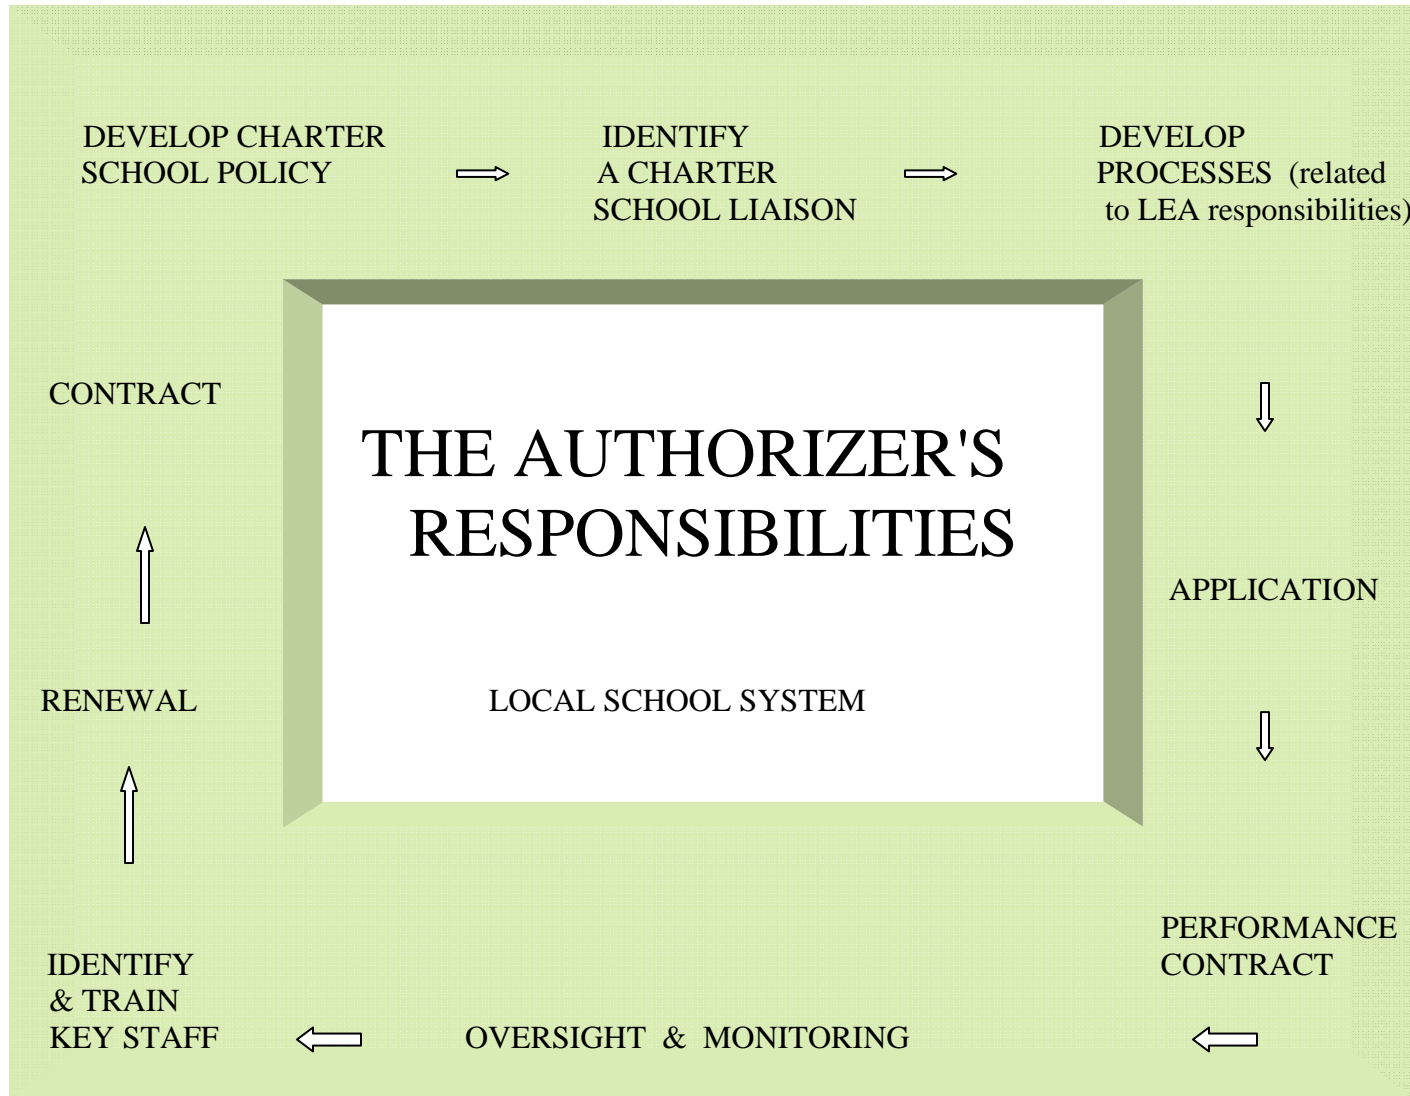 DEVELOP CHARTER
SCHOOL POLICY
IDENTIFY
A CHARTER
SCHOOL LIAISON
DEVELOP
PROCESSES (related
to LEA responsibilities)
CONTRACT
THE AUTHORIZER'S
RESPONSIBILITIES
LOCAL SCHOOL SYSTEM
APPLICATION
RENEWAL
PERFORMANCE
CONTRACT
IDENTIFY
& TRAIN
KEY STAFF
OVERSIGHT & MONITORING